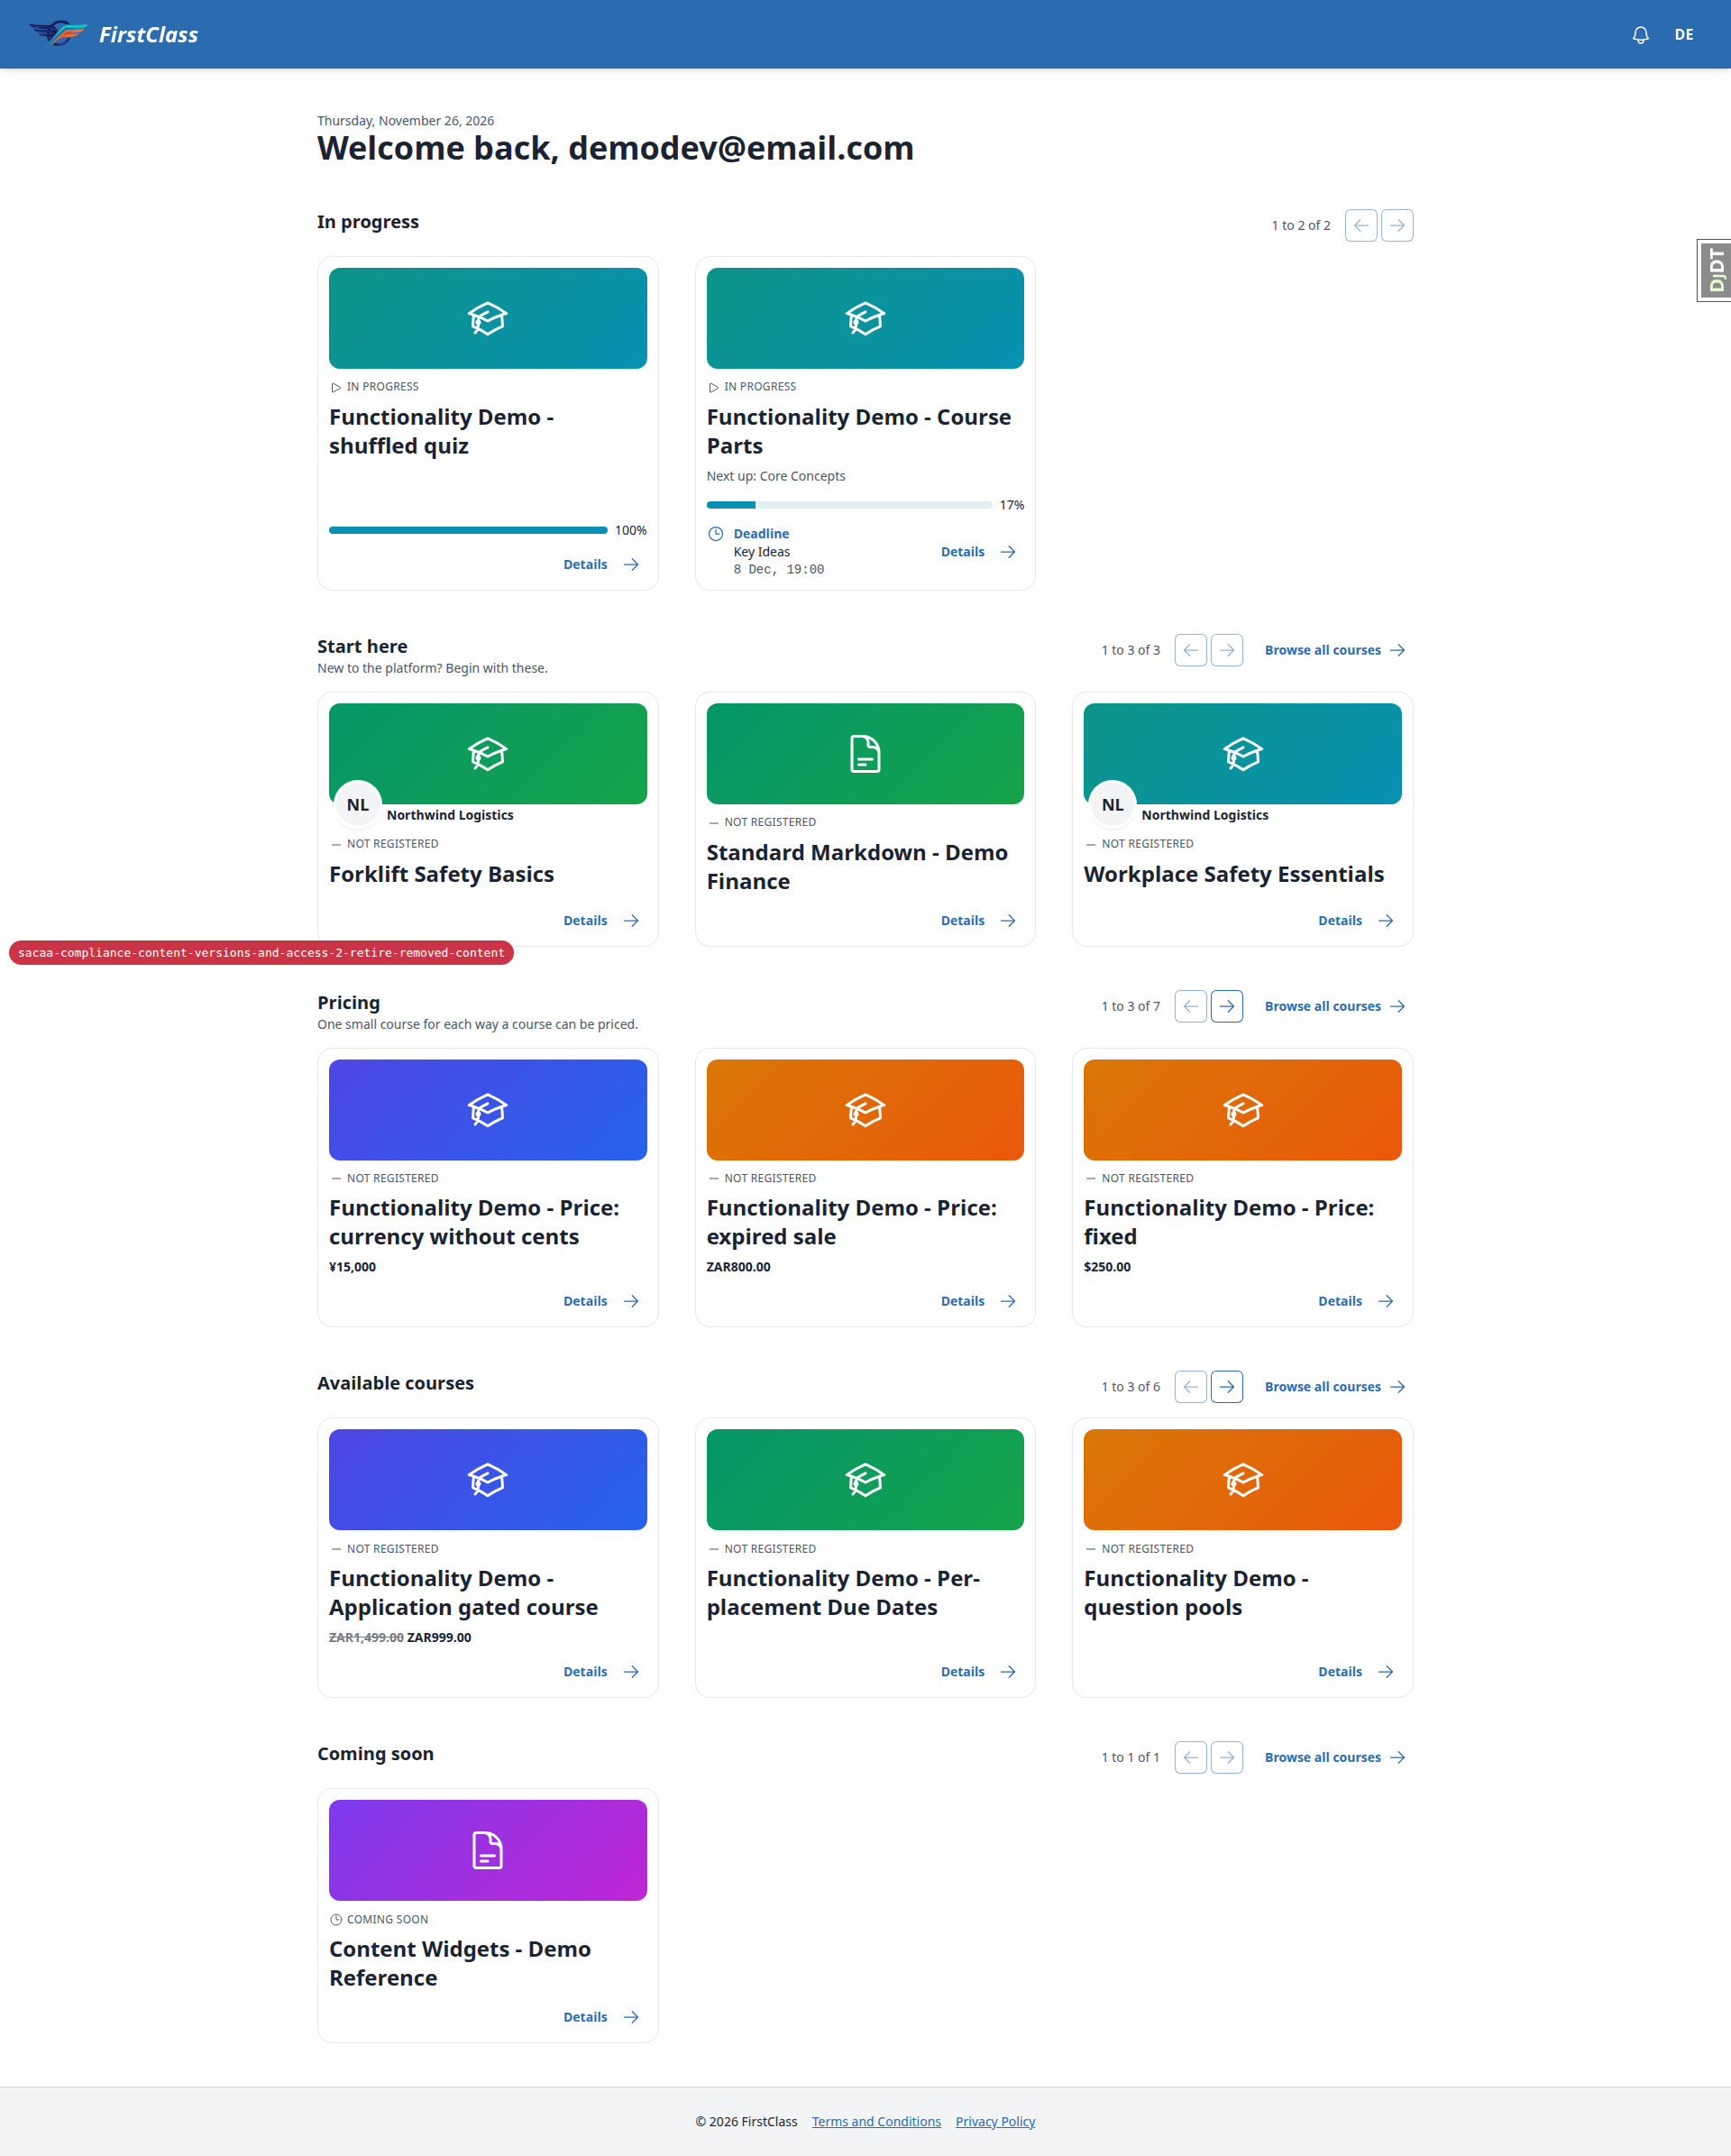 FirstClass
DE
Thursday, November 26, 2026
Welcome back, demodev@email.com
In progress
1 to 2 of 2
DjDT
IN PROGRESS
Functionality Demo -
shuffled quiz
100%
Details
IN PROGRESS
Functionality Demo - Course
Parts
Next up: Core Concepts
17%
Deadline
Key Ideas
8 Dec, 19:00
Details
Start here
New to the platform? Begin with these.
1 to 3 of 3
Browse all courses
NL
Northwind Logistics
NOT REGISTERED
Forklift Safety Basics
Details
NOT REGISTERED
Standard Markdown - Demo
Finance
Details
NL
Northwind Logistics
NOT REGISTERED
Workplace Safety Essentials
Details
sacaa-compliance-content-versions-and-access-2-retire-removed-content
Pricing
One small course for each way a course can be priced.
1 to 3 of 7
Browse all courses
NOT REGISTERED
Functionality Demo - Price:
currency without cents
¥15,000
Details
NOT REGISTERED
Functionality Demo - Price:
expired sale
ZAR800.00
Details
NOT REGISTERED
Functionality Demo - Price:
fixed
$250.00
Details
Available courses
1 to 3 of 6
Browse all courses
NOT REGISTERED
Functionality Demo -
Application gated course
ZAR1,499.00 ZAR999.00
Details
NOT REGISTERED
Functionality Demo - Per-
placement Due Dates
Details
NOT REGISTERED
Functionality Demo -
question pools
Details
Coming soon
1 to 1 of 1
Browse all courses
COMING SOON
Content Widgets - Demo
Reference
Details
© 2026 FirstClass Terms and Conditions Privacy Policy